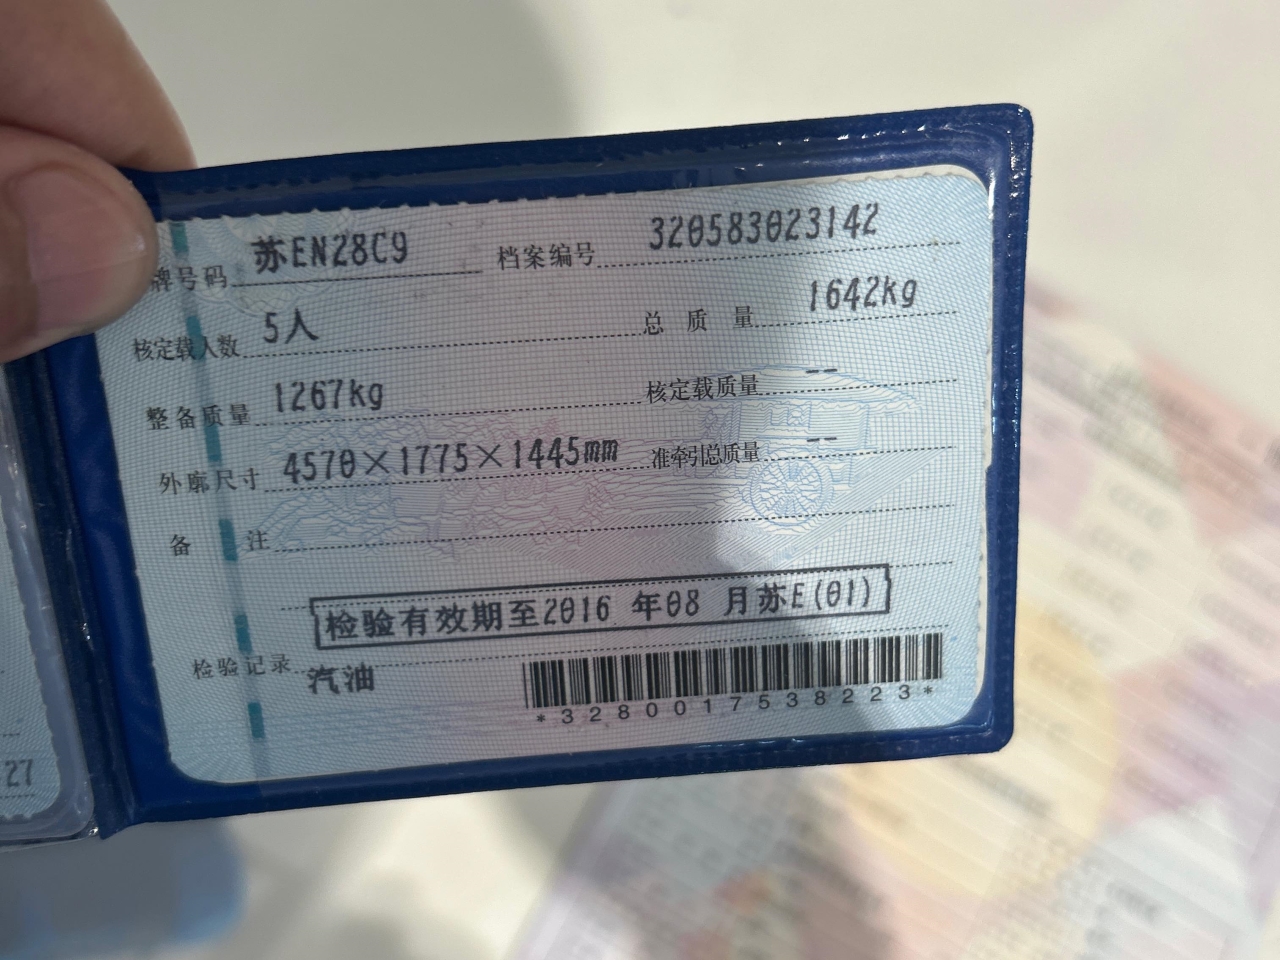 牌号码 苏EN28C9 档案编号 320583023142
核定载人数 5人 总质量 1642kg
整备质量 1267kg 核定载质量 --
外廓尺寸 4570×1775×1445mm 准牵引总质量 --
备注
检验有效期至2016 年08 月苏E(01)
检验记录 汽油
*3280017538223*
27